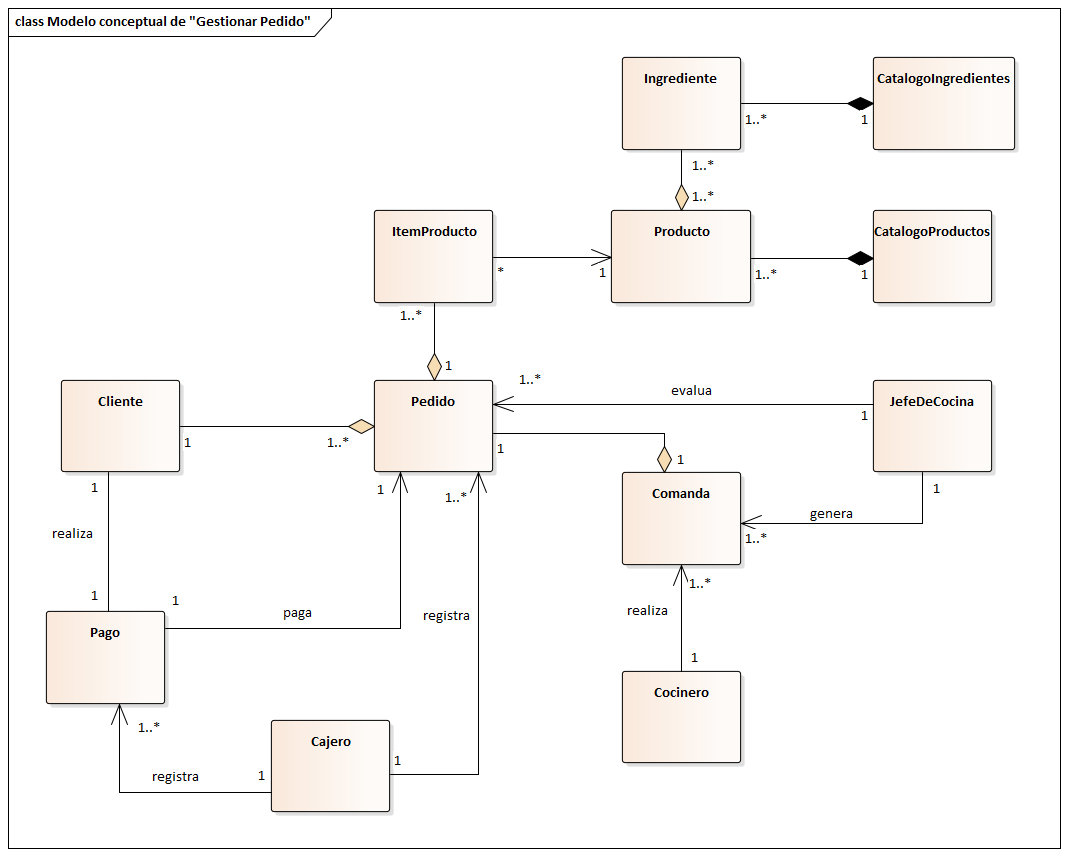 class Modelo conceptual de "Gestionar Pedido"
Ingrediente
CatalogoIngredientes
1..*
1
1..*
1..*
ItemProducto
Producto
CatalogoProductos
*
1
1..*
1
1..*
1
Cliente
Pedido
JefeDeCocina
1..*
evalua
1
1
1..*
1
1
Comanda
1
1
1..*
1
realiza
genera
1..*
1..*
1
1
paga
registra
realiza
Pago
1
Cocinero
1..*
Cajero
registra
1
1